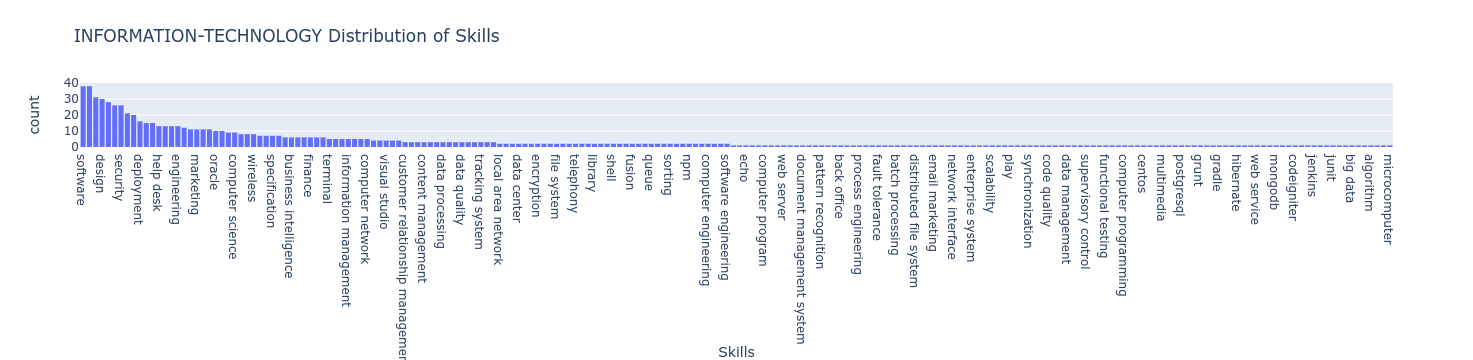 INFORMATION-TECHNOLOGY Distribution of Skills
count
40
30
20
10
0
software
design
security
deployment
help desk
engineering
marketing
oracle
computer science
wireless
specification
business intelligence
finance
terminal
information management
computer network
visual studio
customer relationship managemer
content management
data processing
data quality
tracking system
local area network
data center
encryption
file system
telephony
library
shell
fusion
queue
sorting
npm
computer engineering
software engineering
echo
computer program
web server
document management system
pattern recognition
back office
process engineering
fault tolerance
batch processing
distributed file system
email marketing
network interface
enterprise system
scalability
play
synchronization
code quality
data management
supervisory control
functional testing
computer programming
centos
multimedia
postgresql
grunt
gradle
hibernate
web service
mongodb
codeigniter
jenkins
junit
big data
algorithm
microcomputer
Skills